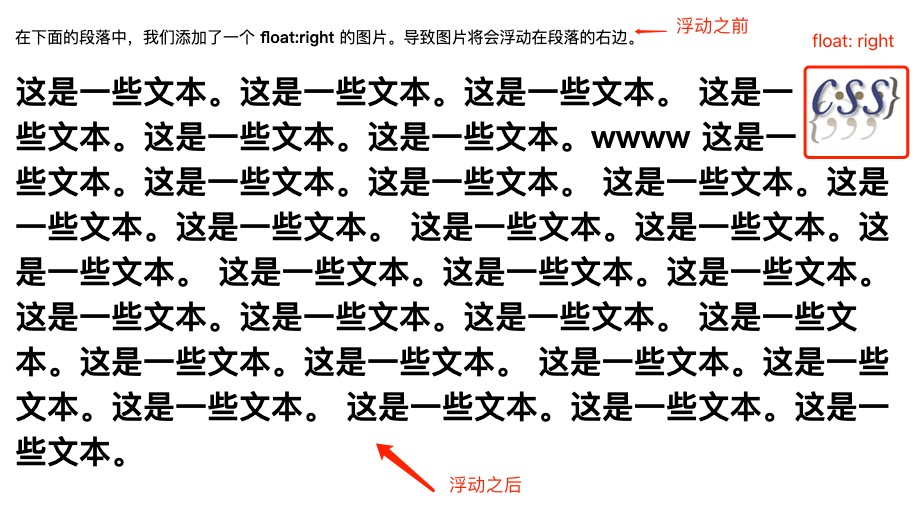 在下面的段落中，我们添加了一个 float:right 的图片。导致图片将会浮动在段落的右边。
浮动之前
float: right
这是一些文本。这是一些文本。这是一些文本。 这是一
{CSS}
些文本。这是一些文本。这是一些文本。wwww 这是一
{;;;
些文本。这是一些文本。这是一些文本。 这是一些文本。这是
一些文本。这是一些文本。 这是一些文本。这是一些文本。这
是一些文本。 这是一些文本。这是一些文本。这是一些文本。
这是一些文本。这是一些文本。这是一些文本。 这是一些文
本。这是一些文本。这是一些文本。 这是一些文本。这是一些
文本。这是一些文本。 这是一些文本。这是一些文本。这是一
些文本。
浮动之后